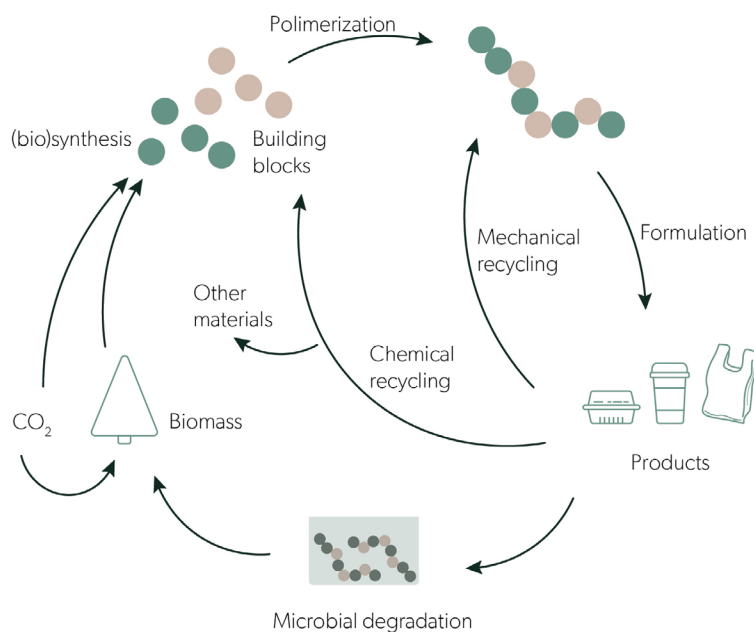 Polimerization
(bio)synthesis
Building
blocks
Mechanical
recycling
Formulation
Other
materials
Chemical
recycling
CO₂
Biomass
Products
Microbial degradation